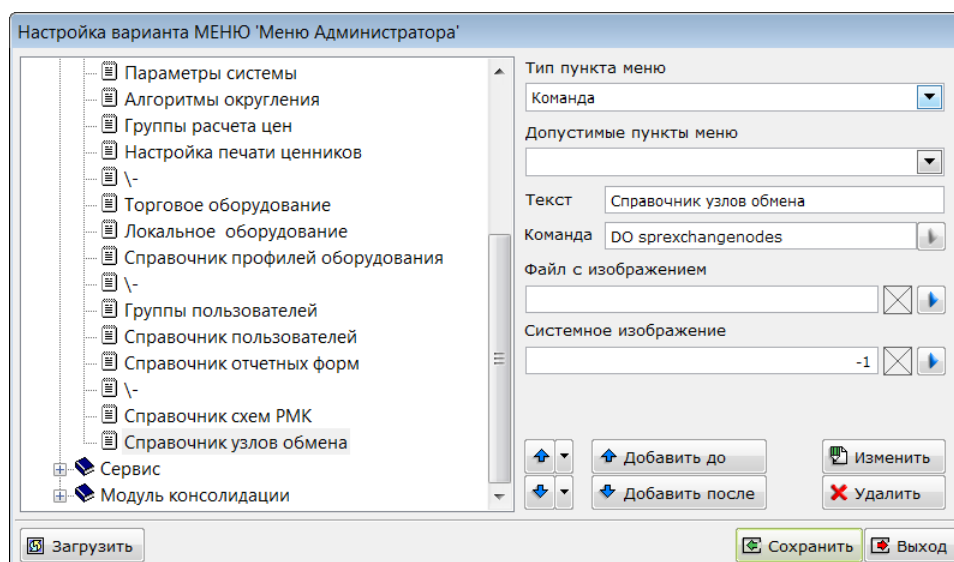 Настройка варианта МЕНЮ 'Меню Администратора'
Параметры системы
Алгоритмы округления
Группы расчета цен
Настройка печати ценников
\-
Торговое оборудование
Локальное оборудование
Справочник профилей оборудования
\-
Группы пользователей
Справочник пользователей
Справочник отчетных форм
\-
Справочник схем РМК
Справочник узлов обмена
Сервис
Модуль консолидации
Тип пункта меню
Команда
Допустимые пункты меню
Текст Справочник узлов обмена
Команда DO sprexchangenodes
Файл с изображением
Системное изображение
-1
Добавить до Изменить
Добавить после Удалить
Загрузить Сохранить Выход